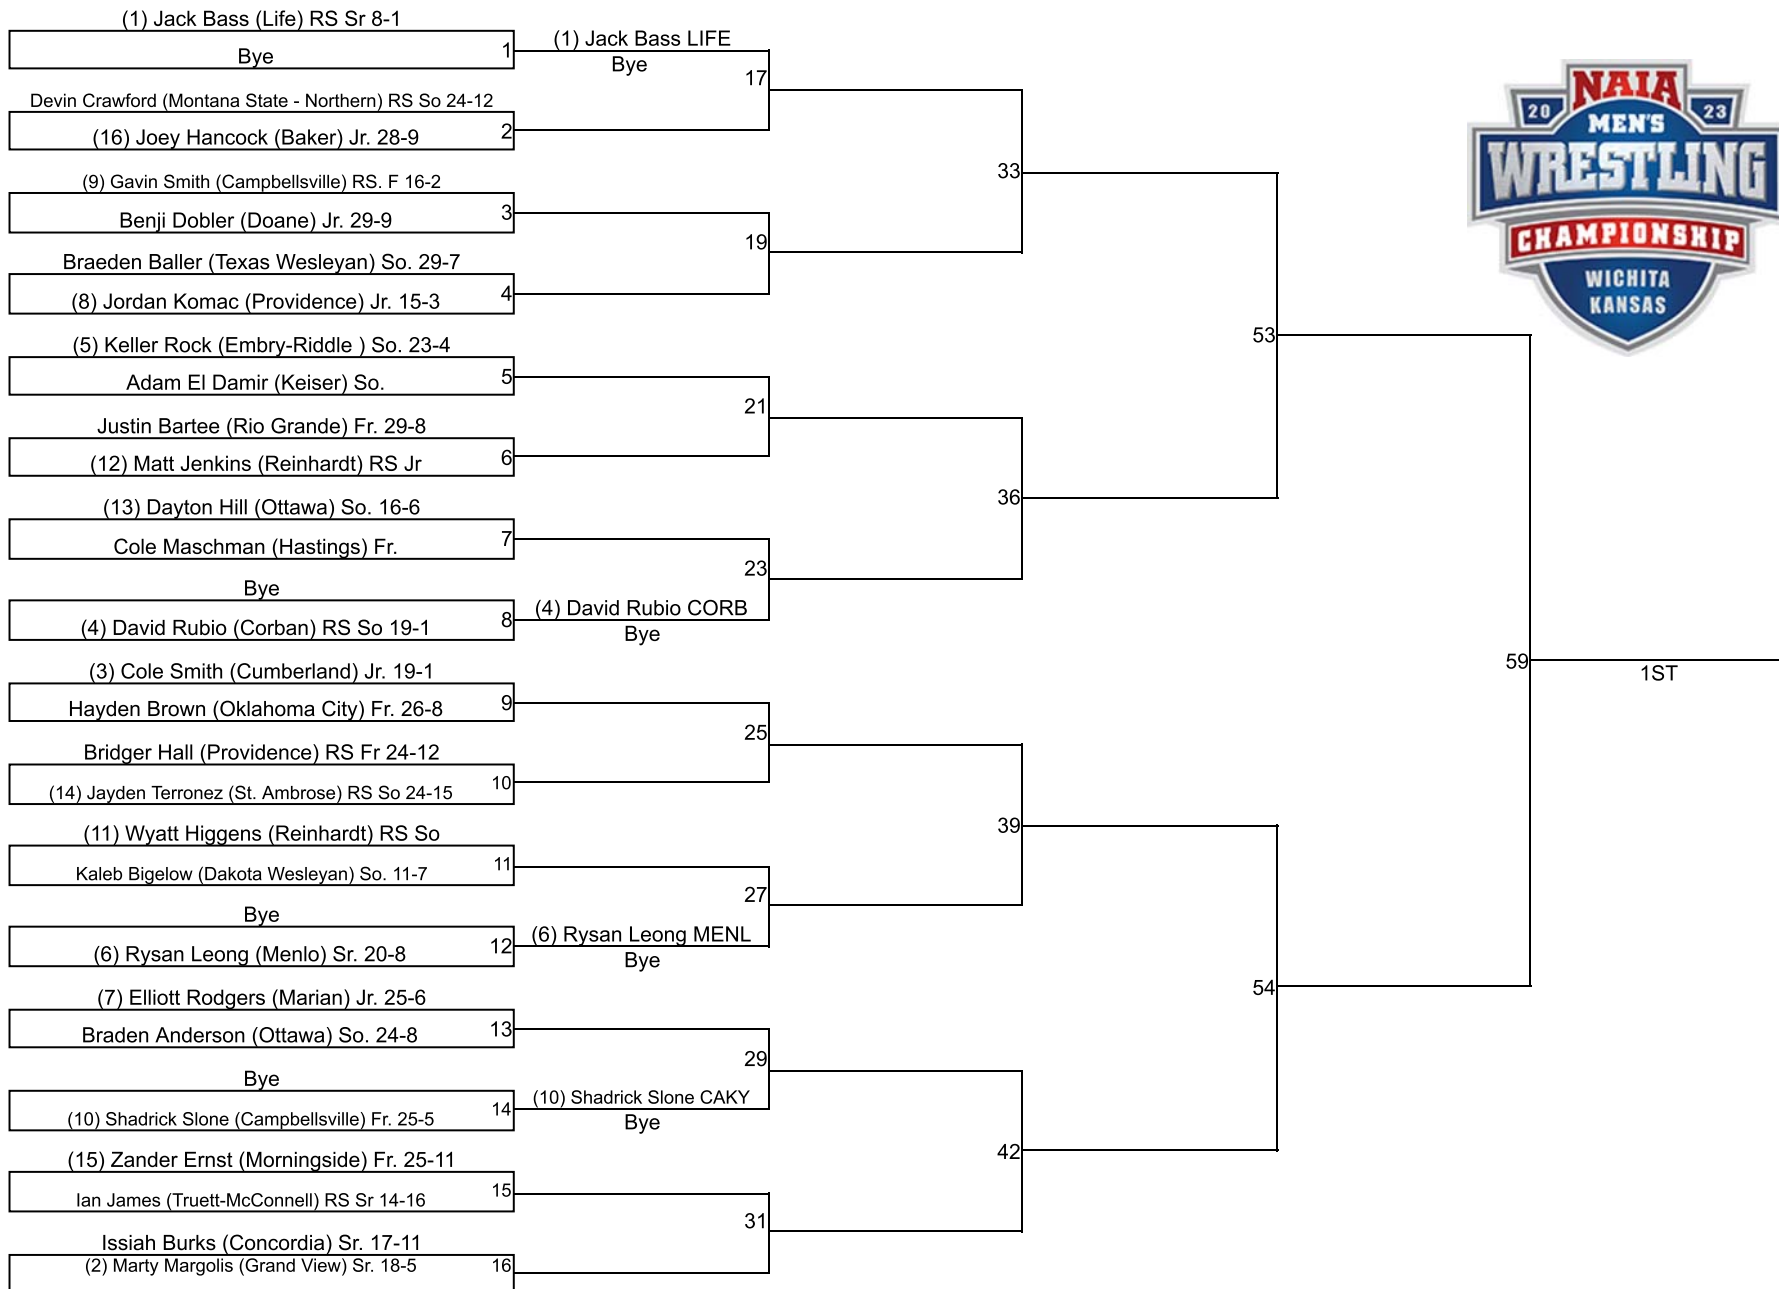 (1) Jack Bass (Life) RS Sr 8-1
Bye
1
(1) Jack Bass LIFE
Bye
17
Devin Crawford (Montana State - Northern) RS So 24-12
(16) Joey Hancock (Baker) Jr. 28-9
2
33
(9) Gavin Smith (Campbellsville) RS. F 16-2
Benji Dobler (Doane) Jr. 29-9
3
19
Braeden Baller (Texas Wesleyan) So. 29-7
(8) Jordan Komac (Providence) Jr. 15-3
4
53
(5) Keller Rock (Embry-Riddle ) So. 23-4
Adam El Damir (Keiser) So.
5
21
Justin Bartee (Rio Grande) Fr. 29-8
(12) Matt Jenkins (Reinhardt) RS Jr
6
36
(13) Dayton Hill (Ottawa) So. 16-6
Cole Maschman (Hastings) Fr.
7
23
Bye
(4) David Rubio (Corban) RS So 19-1
8
(4) David Rubio CORB
Bye
59
1ST
(3) Cole Smith (Cumberland) Jr. 19-1
Hayden Brown (Oklahoma City) Fr. 26-8
9
25
Bridger Hall (Providence) RS Fr 24-12
(14) Jayden Terronez (St. Ambrose) RS So 24-15
10
39
(11) Wyatt Higgens (Reinhardt) RS So
Kaleb Bigelow (Dakota Wesleyan) So. 11-7
11
27
Bye
(6) Rysan Leong (Menlo) Sr. 20-8
12
(6) Rysan Leong MENL
Bye
54
(7) Elliott Rodgers (Marian) Jr. 25-6
Braden Anderson (Ottawa) So. 24-8
13
29
Bye
(10) Shadrick Slone (Campbellsville) Fr. 25-5
14
(10) Shadrick Slone CAKY
Bye
42
(15) Zander Ernst (Morningside) Fr. 25-11
Ian James (Truett-McConnell) RS Sr 14-16
15
31
Issiah Burks (Concordia) Sr. 17-11
(2) Marty Margolis (Grand View) Sr. 18-5
16
NAIA
20 23
MEN'S
WRESTLING
CHAMPIONSHIP
WICHITA
KANSAS